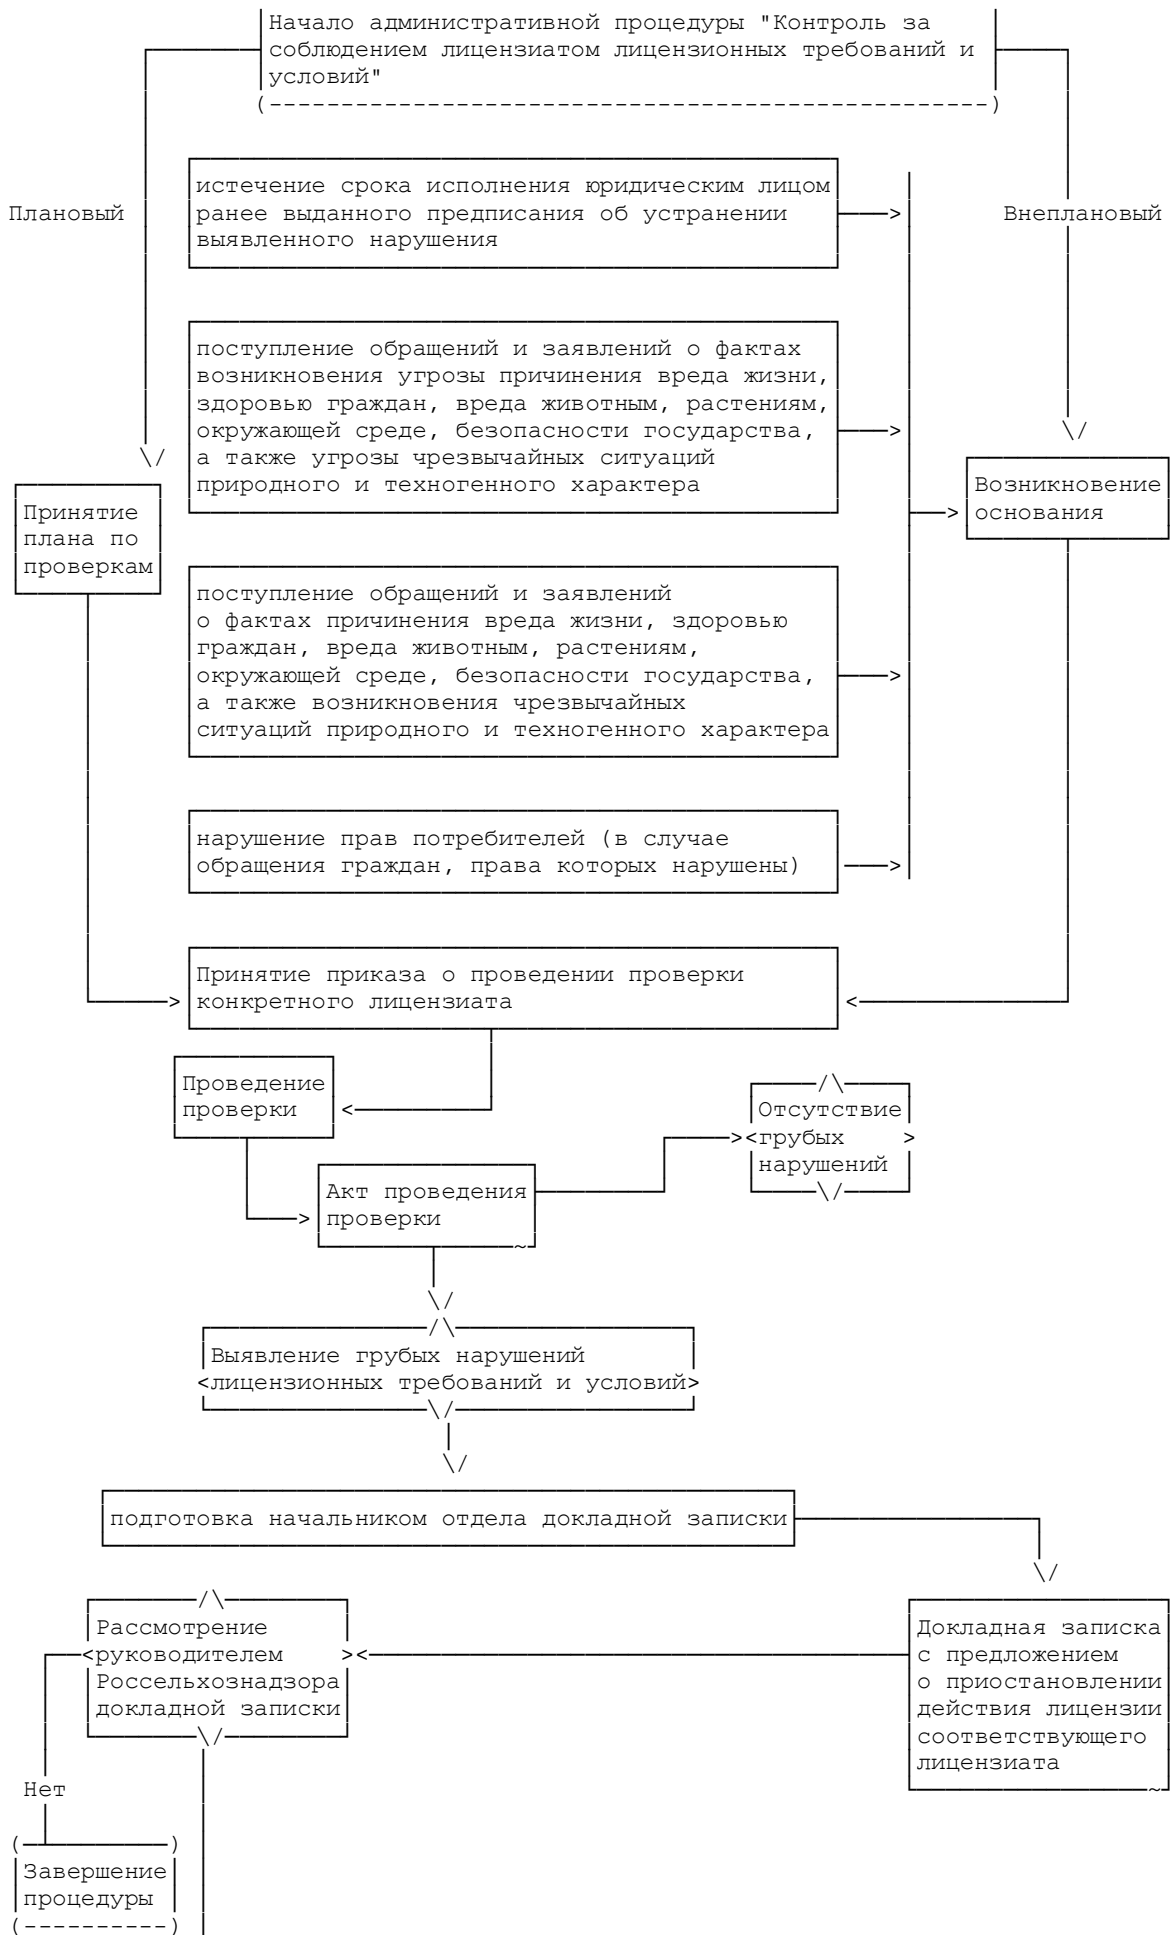 Начало административной процедуры "Контроль за
соблюдением лицензиатом лицензионных требований и
условий"
Плановый
Внеплановый
истечение срока исполнения юридическим лицом
ранее выданного предписания об устранении
выявленного нарушения
поступление обращений и заявлений о фактах
возникновения угрозы причинения вреда жизни,
здоровью граждан, вреда животным, растениям,
окружающей среде, безопасности государства,
а также угрозы чрезвычайных ситуаций
природного и техногенного характера
Принятие
плана по
проверкам
Возникновение
основания
поступление обращений и заявлений
о фактах причинения вреда жизни, здоровью
граждан, вреда животным, растениям,
окружающей среде, безопасности государства,
а также возникновения чрезвычайных
ситуаций природного и техногенного характера
нарушение прав потребителей (в случае
обращения граждан, права которых нарушены)
Принятие приказа о проведении проверки
конкретного лицензиата
Проведение
проверки
Отсутствие
грубых
нарушений
Акт проведения
проверки
Выявление грубых нарушений
лицензионных требований и условий
подготовка начальником отдела докладной записки
Рассмотрение
руководителем
Россельхознадзора
докладной записки
Докладная записка
с предложением
о приостановлении
действия лицензии
соответствующего
лицензиата
Нет
Завершение
процедуры